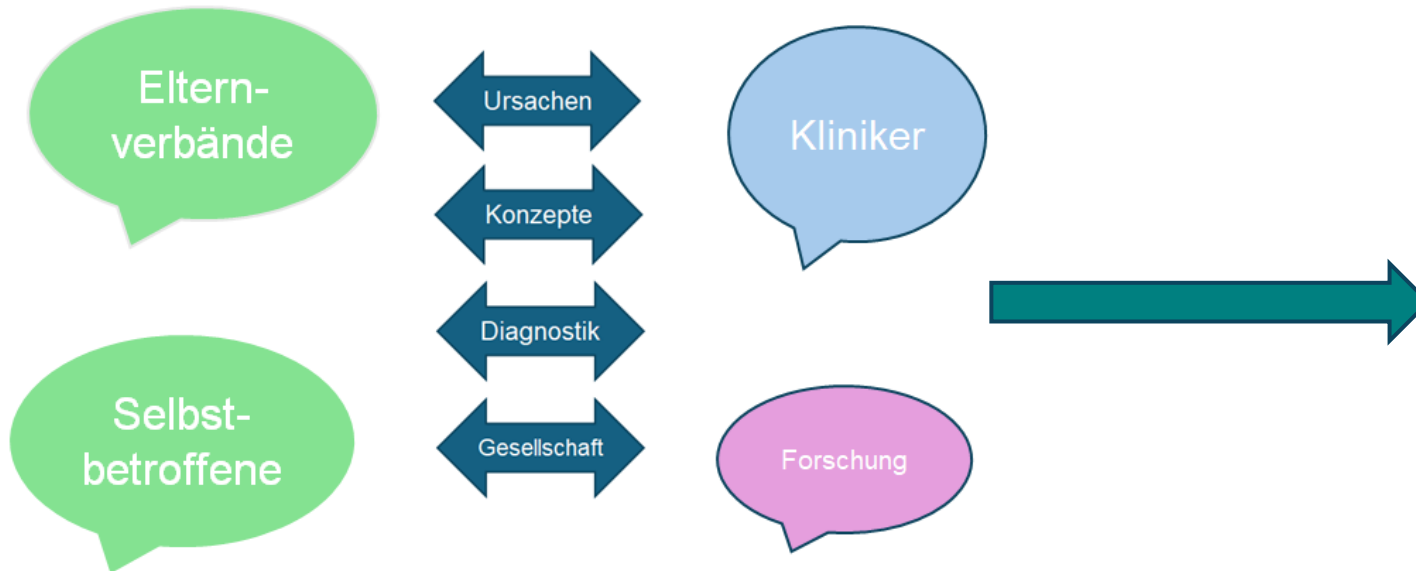 Eltern-
verbände
Ursachen
Kliniker
Konzepte
Diagnostik
Selbst-
betroffene
Gesellschaft
Forschung